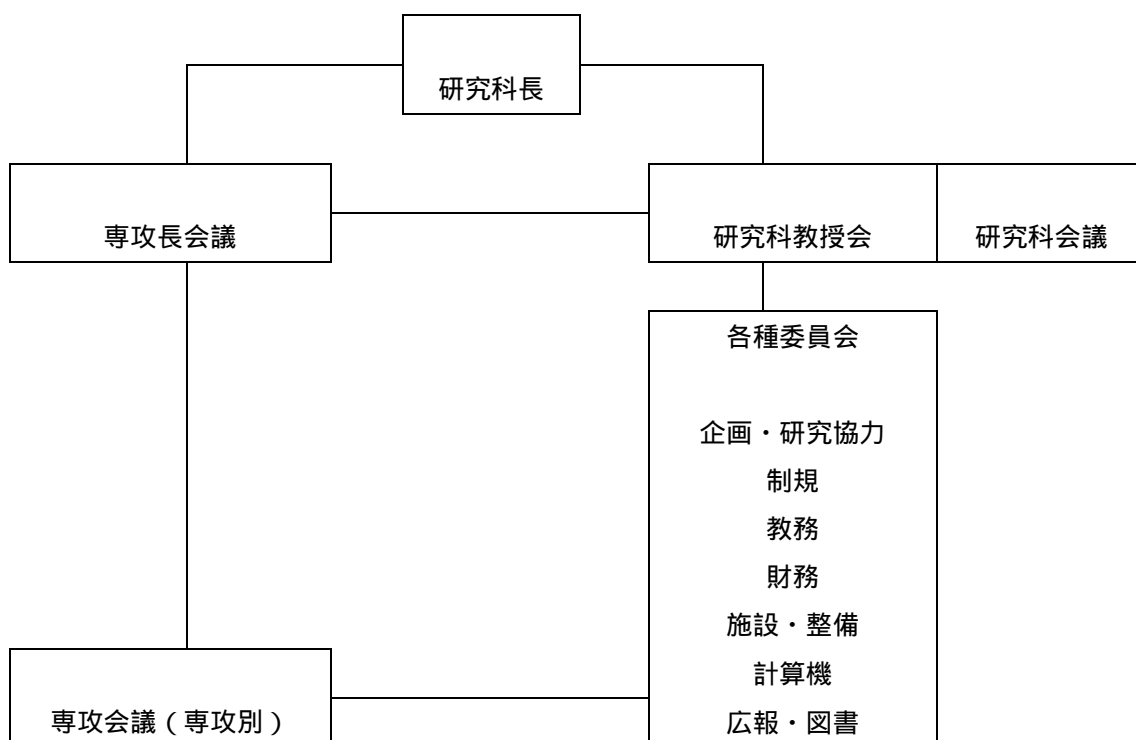 研究科長
専攻長会議
研究科教授会
研究科会議
各種委員会
企画・研究協力
制規
教務
財務
施設・整備
計算機
広報・図書
専攻会議（専攻別）